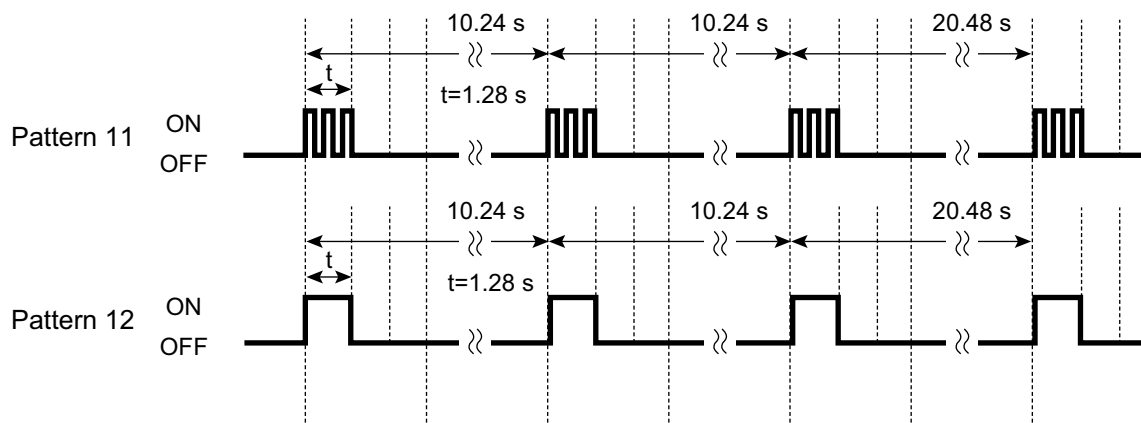 10.24 s 10.24 s 20.48 s
t
t=1.28 s
Pattern 11 ON
OFF
10.24 s 10.24 s 20.48 s
t
t=1.28 s
Pattern 12 ON
OFF